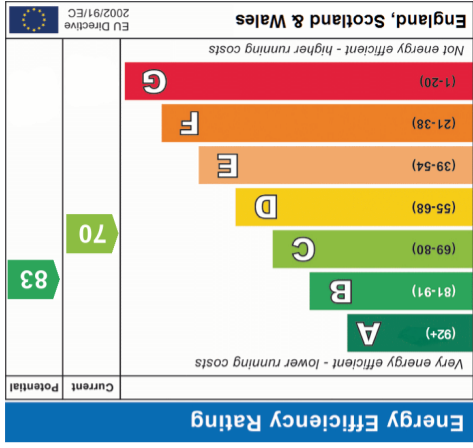 Energy Efficiency Rating
Current Potential
Very energy efficient - lower running costs
(92+) A
(81-91) B
(69-80) C
(55-68) D
(39-54) E
(21-38) F
(1-20) G
70
83
Not energy efficient - higher running costs
England, Scotland & Wales
EU Directive
2002/91/EC